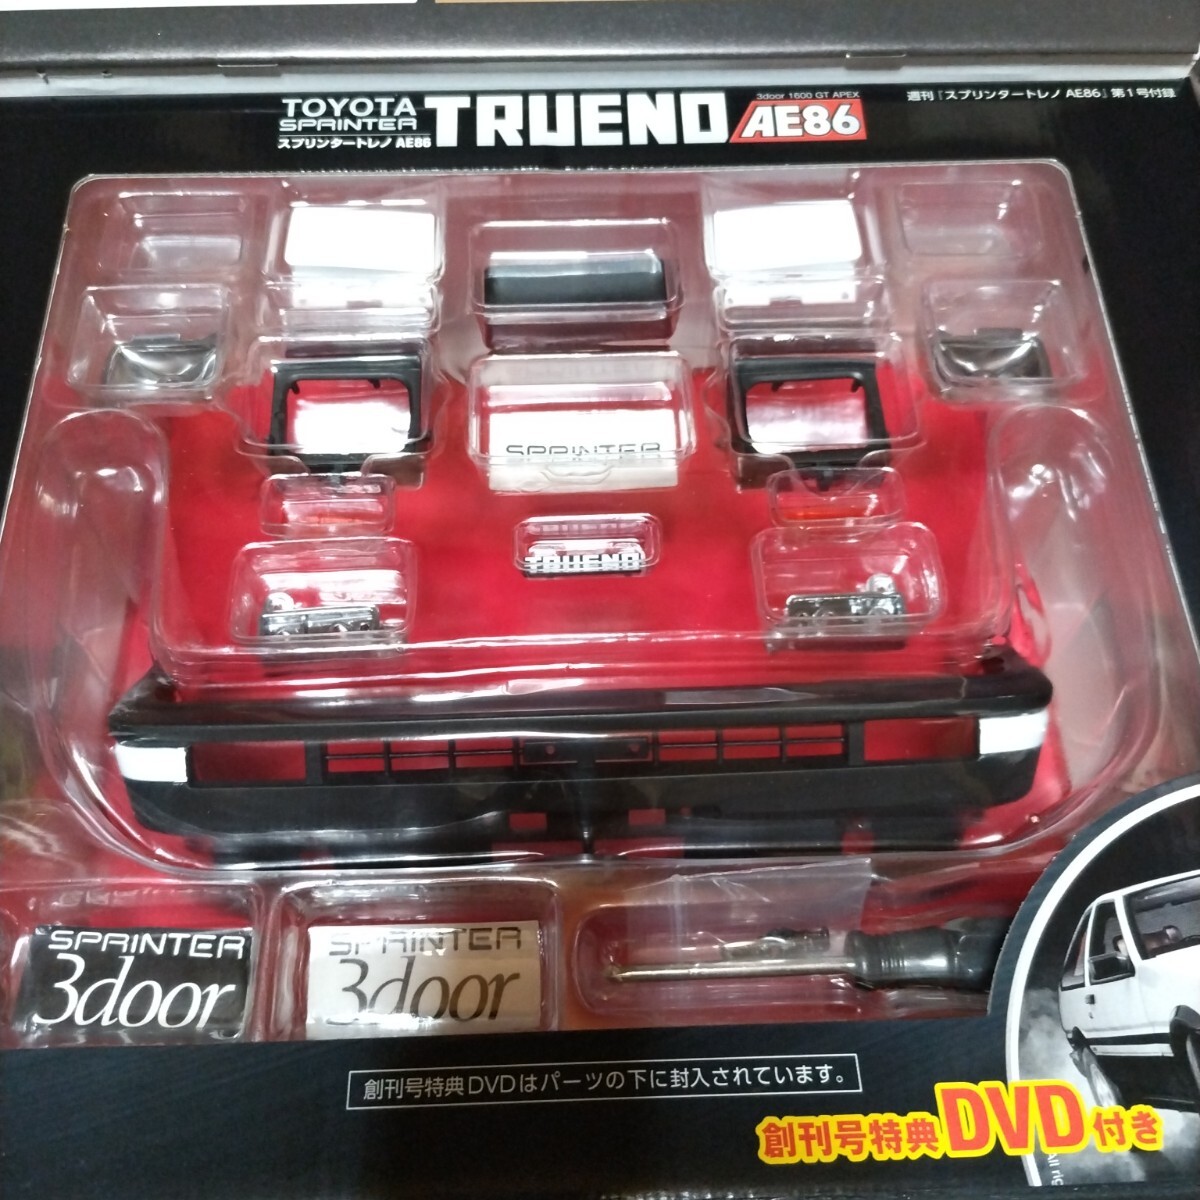 TOYOTA
SPRINTER
スプリンタートレノ AE86
TRUENO
3door 1600 GT APEX
AE86
週刊『スプリンタートレノ AE86』第1号付録
SPRINTER
TRUENO
SPRINTER
3door
SPRINTER
3door
創刊号特典DVDはパーツの下に封入されています。
創刊号特典DVD付き
All